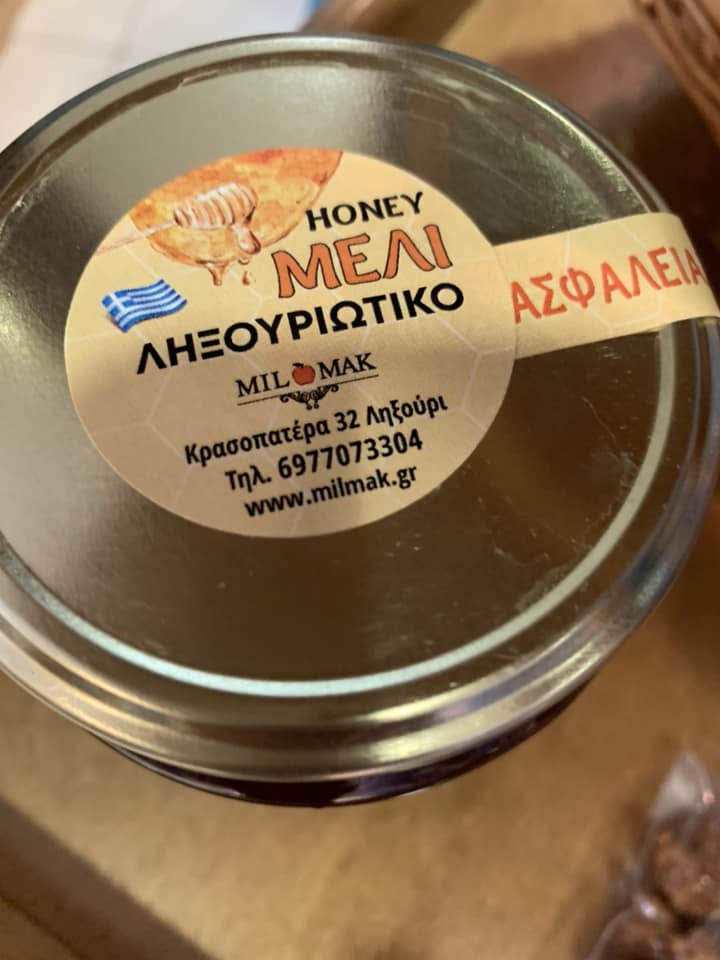 HONEY
ΜΕΛΙ
ΛΗΞΟΥΡΙΩΤΙΚΟ
MIL MAK
Κρασοπατέρα 32 Ληξούρι
Τηλ. 6977073304
www.milmak.gr
ΑΣΦΑΛΕΙΑ